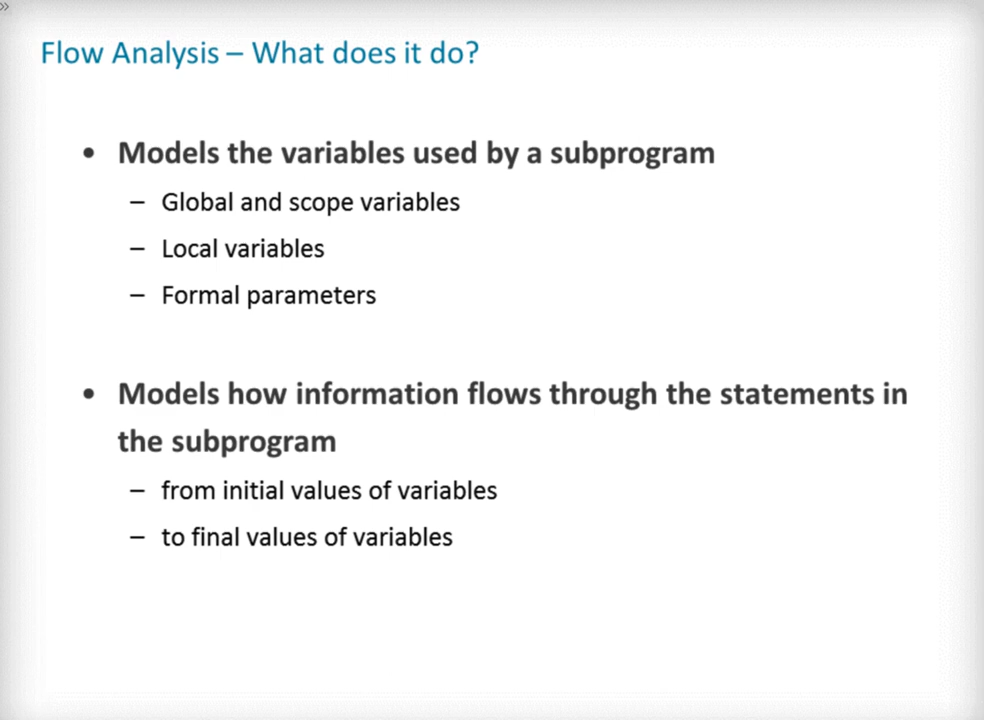 »
Flow Analysis – What does it do?
• Models the variables used by a subprogram
– Global and scope variables
– Local variables
– Formal parameters
• Models how information flows through the statements in
the subprogram
– from initial values of variables
– to final values of variables